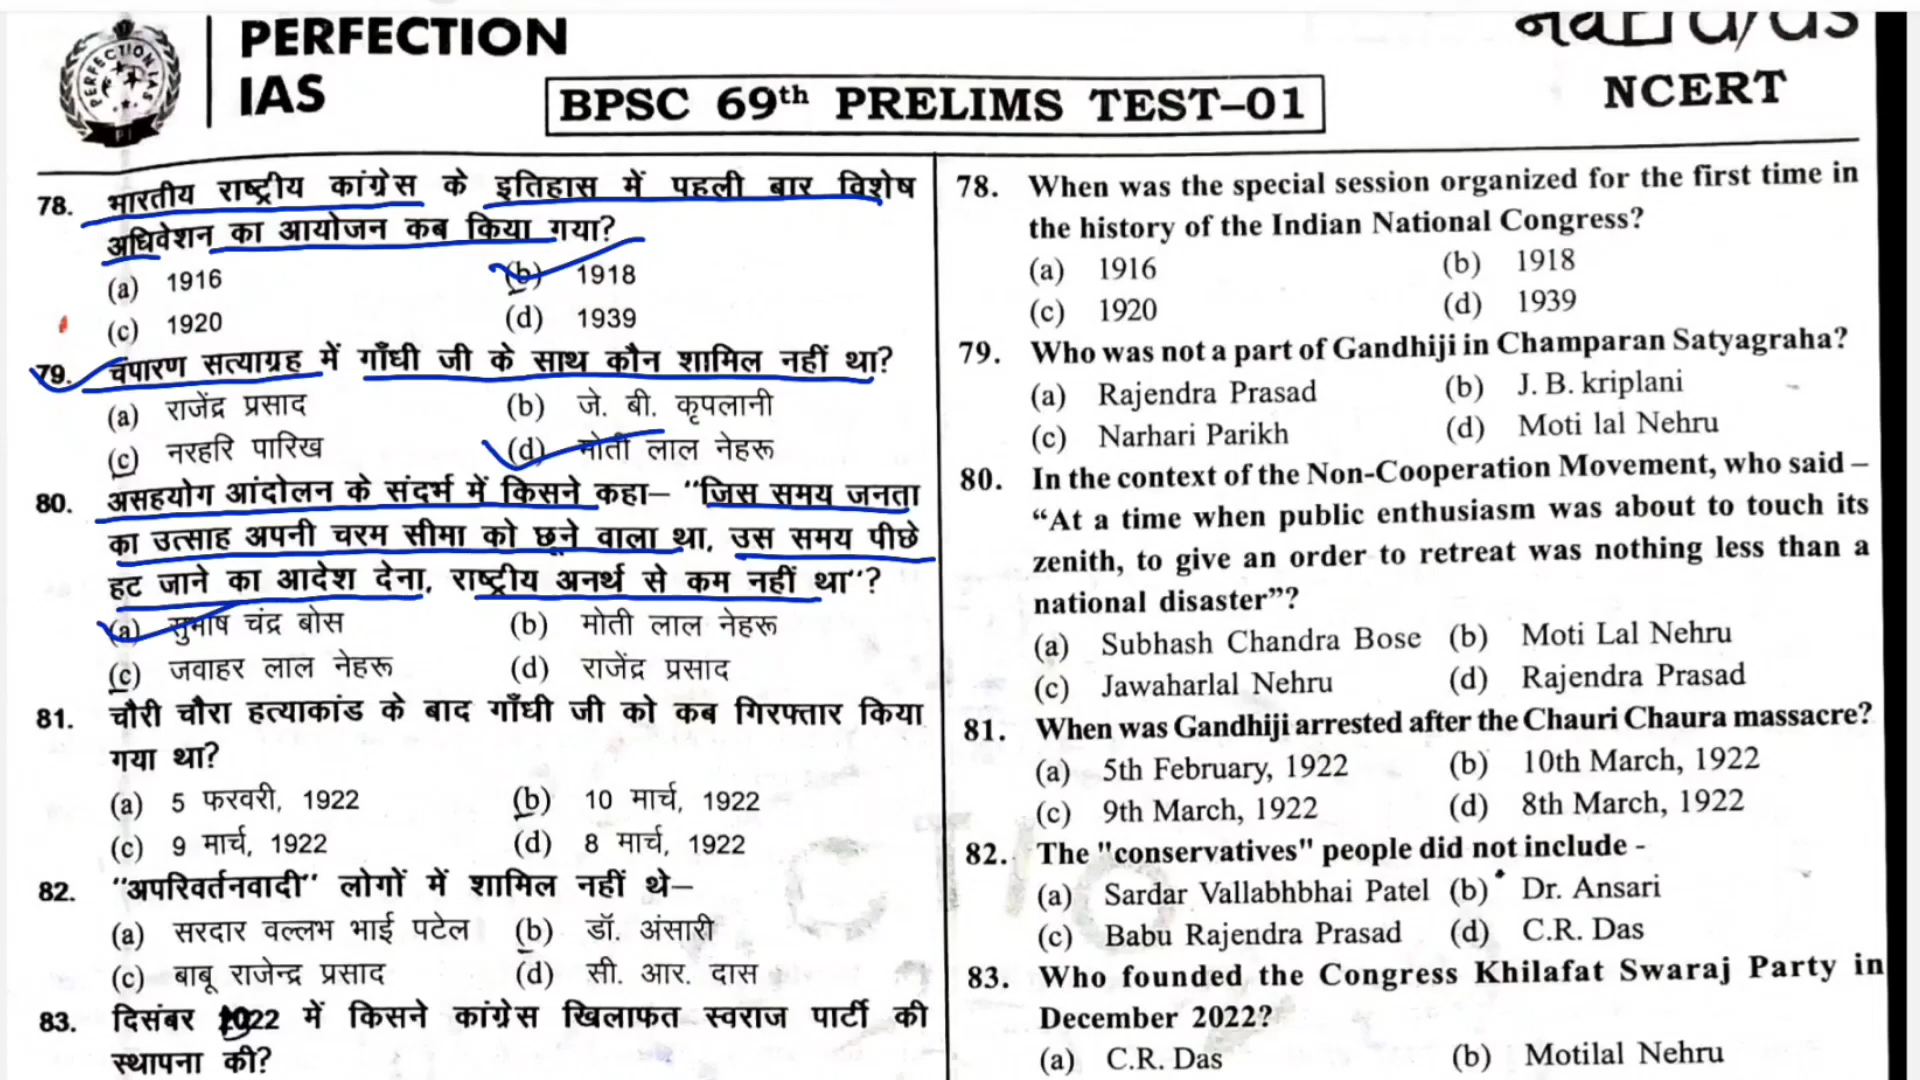 PERFECTION
IAS
BPSC 69th PRELIMS TEST–01
NCERT
78. भारतीय राष्ट्रीय कांग्रेस के इतिहास में पहली बार विशेष
अधिवेशन का आयोजन कब किया गया?
(a) 1916 (b) 1918
(c) 1920 (d) 1939
79. चंपारण सत्याग्रह में गाँधी जी के साथ कौन शामिल नहीं था?
(a) राजेंद्र प्रसाद (b) जे. बी. कृपलानी
(c) नरहरि पारिख (d) मोती लाल नेहरू
80. असहयोग आंदोलन के संदर्भ में किसने कहा– "जिस समय जनता
का उत्साह अपनी चरम सीमा को छूने वाला था, उस समय पीछे
हट जाने का आदेश देना, राष्ट्रीय अनर्थ से कम नहीं था"?
(a) सुभाष चंद्र बोस (b) मोती लाल नेहरू
(c) जवाहर लाल नेहरू (d) राजेंद्र प्रसाद
81. चौरी चौरा हत्याकांड के बाद गाँधी जी को कब गिरफ्तार किया
गया था?
(a) 5 फरवरी, 1922 (b) 10 मार्च, 1922
(c) 9 मार्च, 1922 (d) 8 मार्च, 1922
82. "अपरिवर्तनवादी" लोगों में शामिल नहीं थे–
(a) सरदार वल्लभ भाई पटेल (b) डॉ. अंसारी
(c) बाबू राजेन्द्र प्रसाद (d) सी. आर. दास
83. दिसंबर 1922 में किसने कांग्रेस खिलाफत स्वराज पार्टी की
स्थापना की?
78. When was the special session organized for the first time in
the history of the Indian National Congress?
(a) 1916 (b) 1918
(c) 1920 (d) 1939
79. Who was not a part of Gandhiji in Champaran Satyagraha?
(a) Rajendra Prasad (b) J. B. kriplani
(c) Narhari Parikh (d) Moti lal Nehru
80. In the context of the Non-Cooperation Movement, who said –
“At a time when public enthusiasm was about to touch its
zenith, to give an order to retreat was nothing less than a
national disaster”?
(a) Subhash Chandra Bose (b) Moti Lal Nehru
(c) Jawaharlal Nehru (d) Rajendra Prasad
81. When was Gandhiji arrested after the Chauri Chaura massacre?
(a) 5th February, 1922 (b) 10th March, 1922
(c) 9th March, 1922 (d) 8th March, 1922
82. The "conservatives" people did not include -
(a) Sardar Vallabhbhai Patel (b) Dr. Ansari
(c) Babu Rajendra Prasad (d) C.R. Das
83. Who founded the Congress Khilafat Swaraj Party in
December 2022?
(a) C.R. Das (b) Motilal Nehru